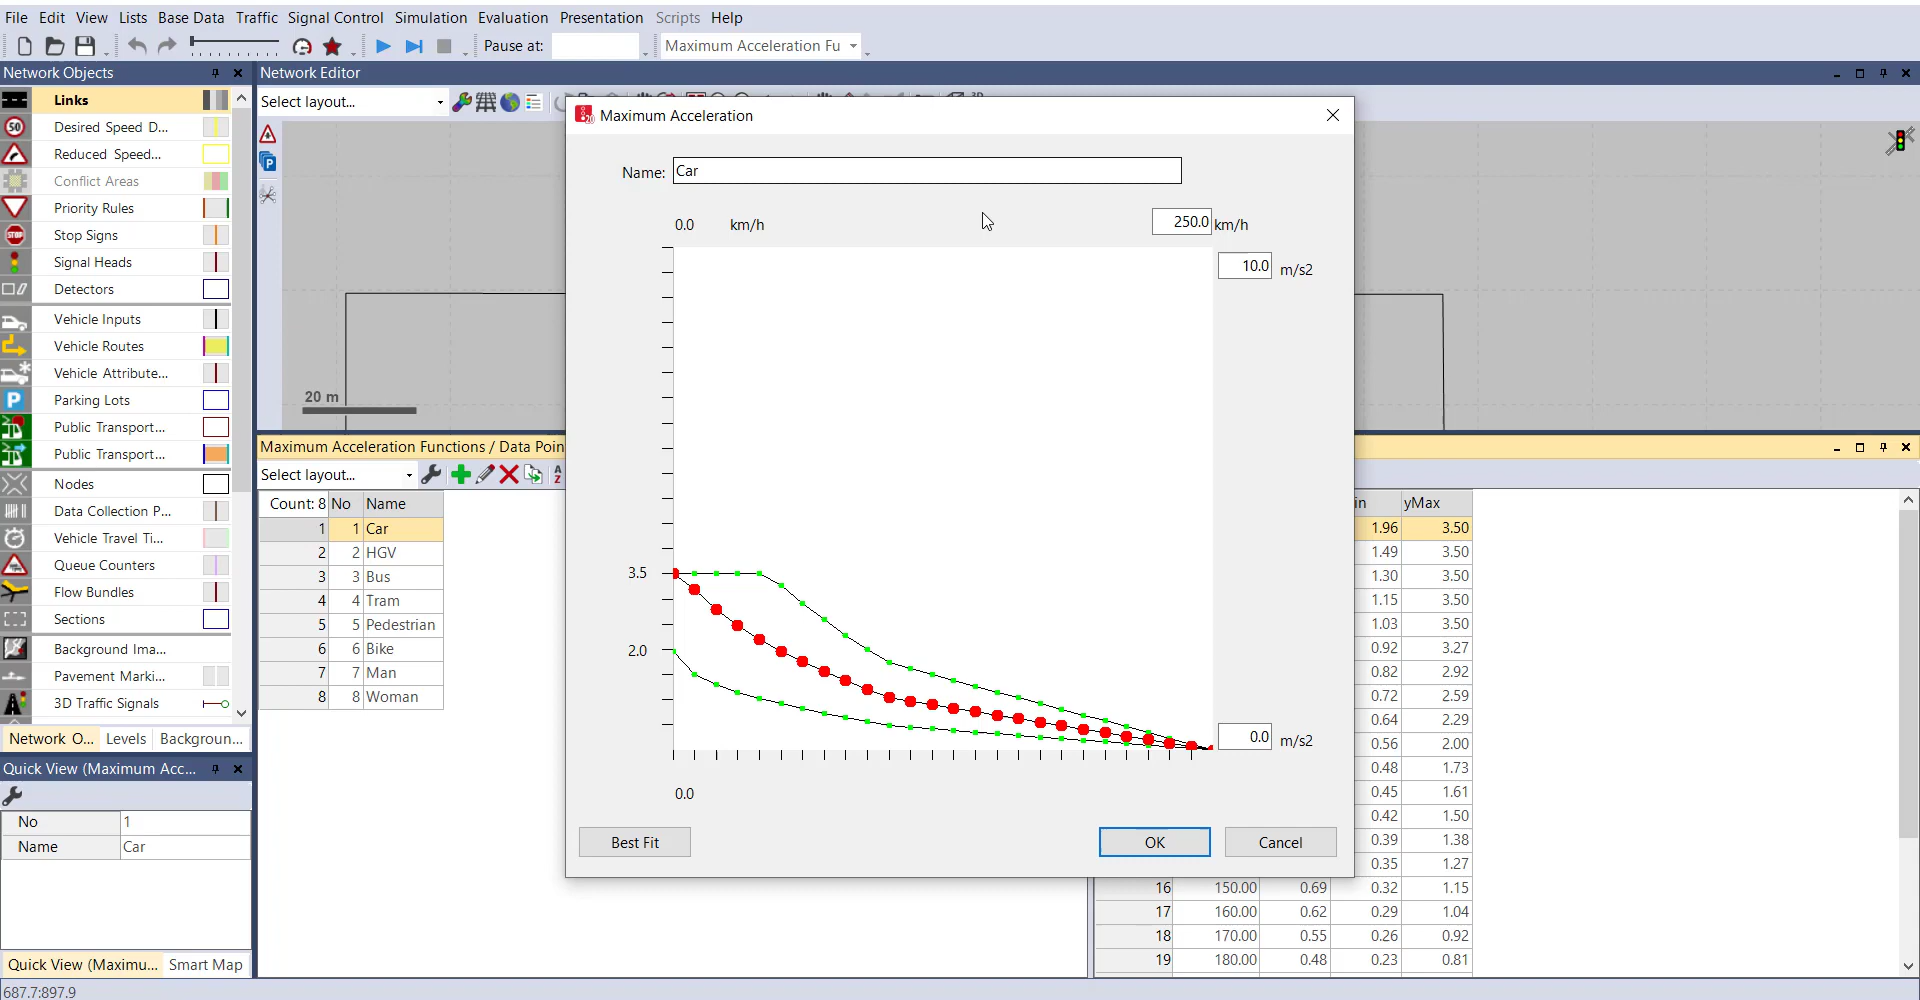 File Edit View Lists Base Data Traffic Signal Control Simulation Evaluation Presentation Scripts Help
Pause at: Maximum Acceleration Fu
Network Objects
Network Editor
Links
Desired Speed D...
Reduced Speed...
Conflict Areas
Priority Rules
Stop Signs
Signal Heads
Detectors
Vehicle Inputs
Vehicle Routes
Vehicle Attribute...
Parking Lots
Public Transport...
Public Transport...
Nodes
Data Collection P...
Vehicle Travel Ti...
Queue Counters
Flow Bundles
Sections
Background Ima...
Pavement Marki...
3D Traffic Signals
Network O... Levels Backgroun...
Quick View (Maximum Acc...
No 1
Name Car
Quick View (Maximu... Smart Map
687.7:897.9
Select layout...
20 m
Maximum Acceleration Functions / Data Poin
Select layout...
Count: 8 No Name
1 1 Car
2 2 HGV
3 3 Bus
4 4 Tram
5 5 Pedestrian
6 6 Bike
7 7 Man
8 8 Woman
Maximum Acceleration
Name: Car
0.0 km/h 250.0 km/h
10.0 m/s2
3.5
2.0
0.0 m/s2
0.0
Best Fit OK Cancel
in yMax
1.96 3.50
1.49 3.50
1.30 3.50
1.15 3.50
1.03 3.50
0.92 3.27
0.82 2.92
0.72 2.59
0.64 2.29
0.56 2.00
0.48 1.73
0.45 1.61
0.42 1.50
0.39 1.38
0.35 1.27
16 150.00 0.69 0.32 1.15
17 160.00 0.62 0.29 1.04
18 170.00 0.55 0.26 0.92
19 180.00 0.48 0.23 0.81